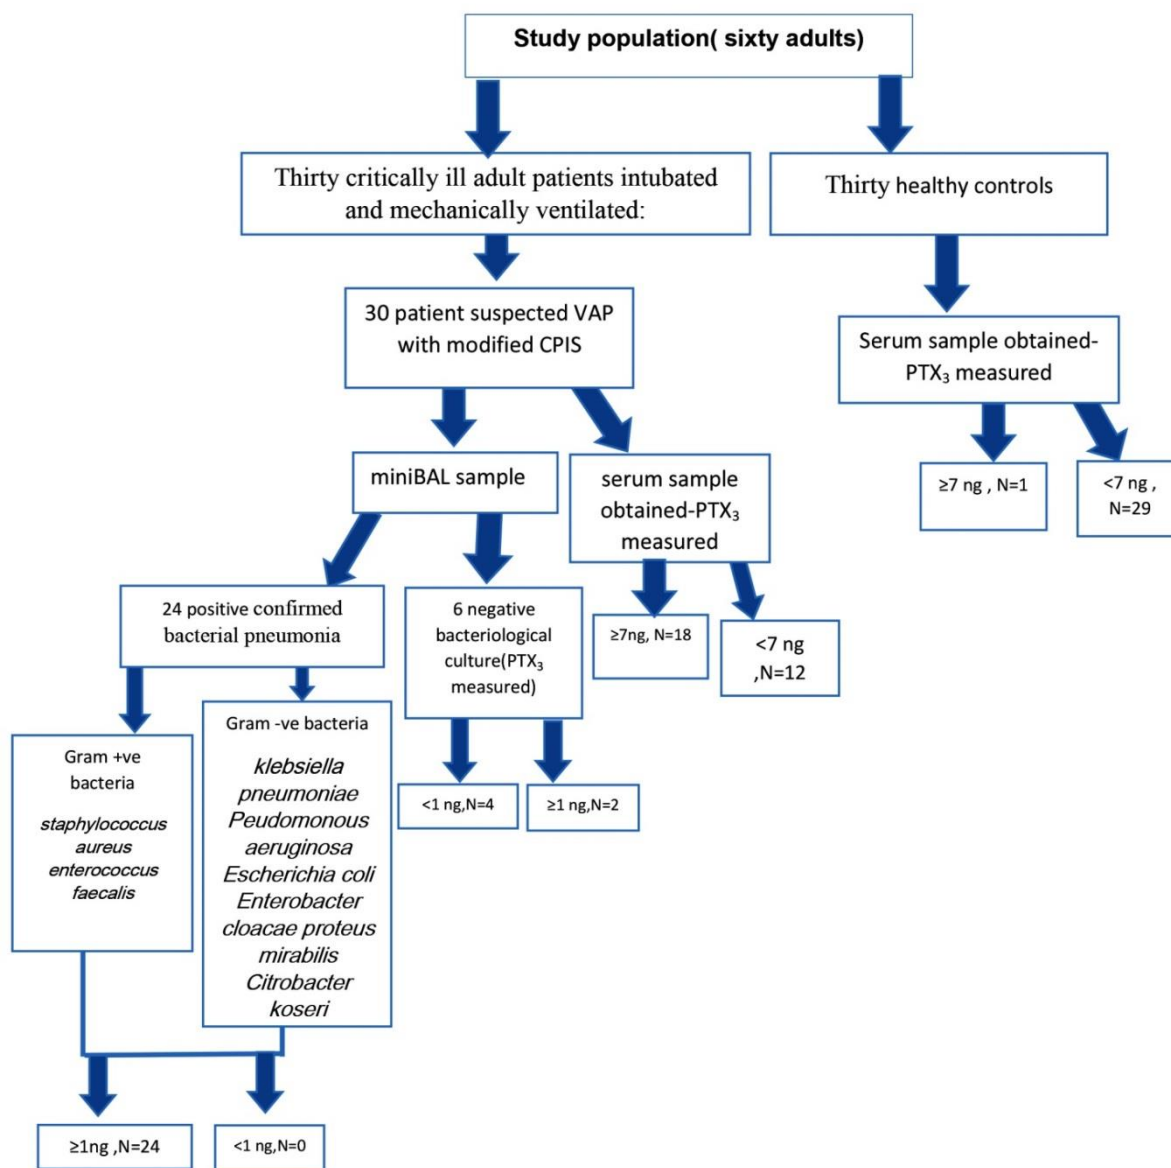 Study population( sixty adults)
Thirty critically ill adult patients intubated
and mechanically ventilated:
Thirty healthy controls
30 patient suspected VAP
with modified CPIS
Serum sample obtained-
PTX₃ measured
miniBAL sample
serum sample
obtained-PTX₃
measured
≥7 ng , N=1
<7 ng ,
N=29
24 positive confirmed
bacterial pneumonia
6 negative
bacteriological
culture(PTX₃
measured)
≥7ng, N=18
<7 ng
,N=12
Gram +ve
bacteria
staphylococcus
aureus
enterococcus
faecalis
Gram -ve bacteria
klebsiella
pneumoniae
Peudomonous
aeruginosa
Escherichia coli
Enterobacter
cloacae proteus
mirabilis
Citrobacter
koseri
<1 ng,N=4
≥1 ng,N=2
≥1ng ,N=24
<1 ng,N=0